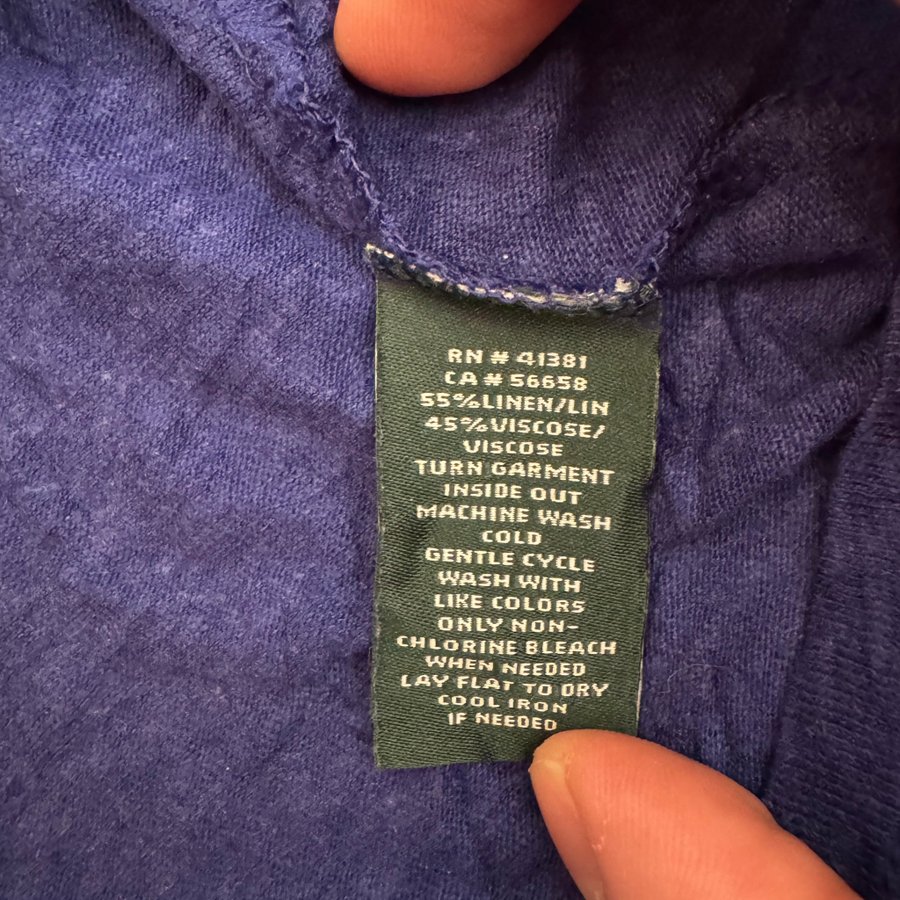 RN # 41381
CA # 56658
55%LINEN/LIN
45%VISCOSE/
VISCOSE
TURN GARMENT
INSIDE OUT
MACHINE WASH
COLD
GENTLE CYCLE
WASH WITH
LIKE COLORS
ONLY NON-
CHLORINE BLEACH
WHEN NEEDED
LAY FLAT TO DRY
COOL IRON
IF NEEDED